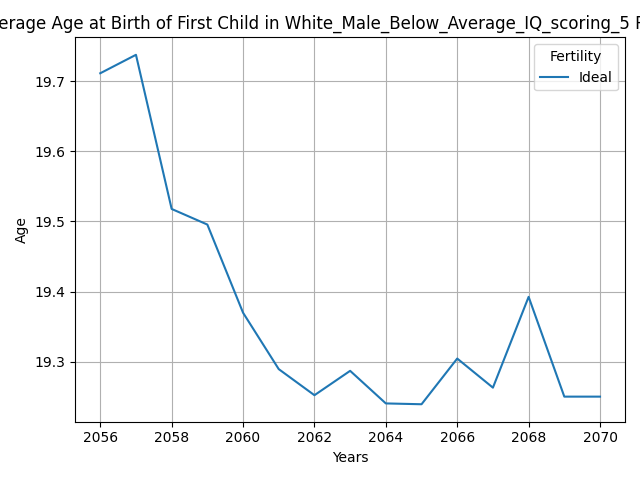 Age at Birth of First Child in White_Male_Below_Average_IQ_scoring_5
Fertility
Ideal
19.7
19.6
19.5
19.4
19.3
Age
2056 2058 2060 2062 2064 2066 2068 2070
Years